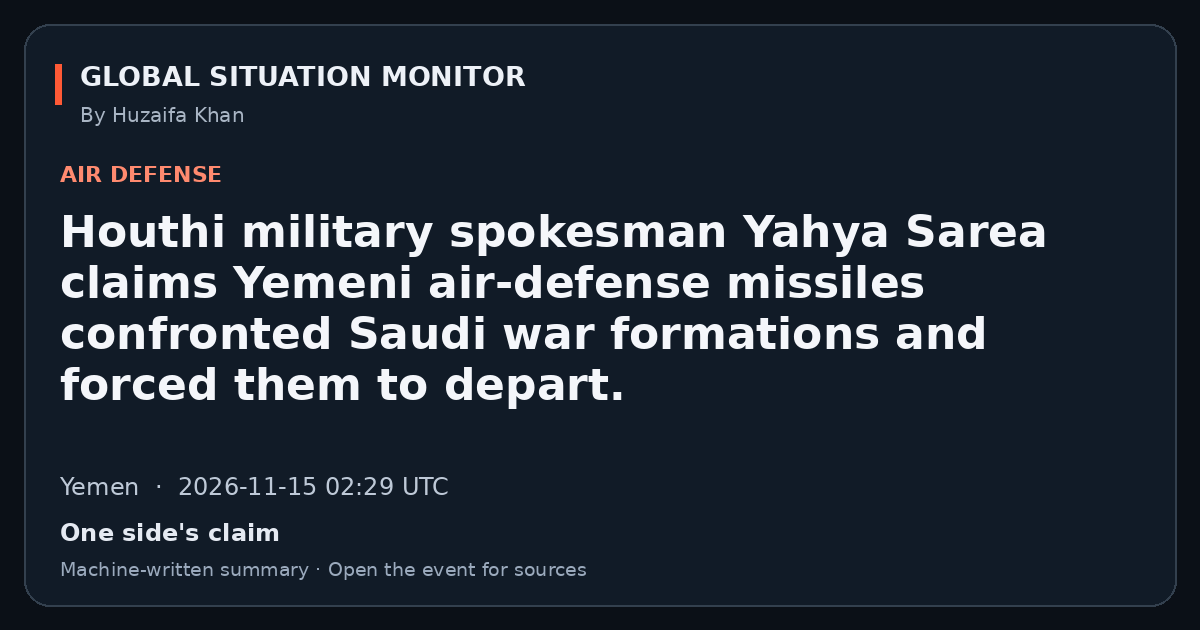 GLOBAL SITUATION MONITOR
By Huzaifa Khan
AIR DEFENSE
Houthi military spokesman Yahya Sarea
claims Yemeni air-defense missiles
confronted Saudi war formations and
forced them to depart.
Yemen · 2026-11-15 02:29 UTC
One side's claim
Machine-written summary · Open the event for sources